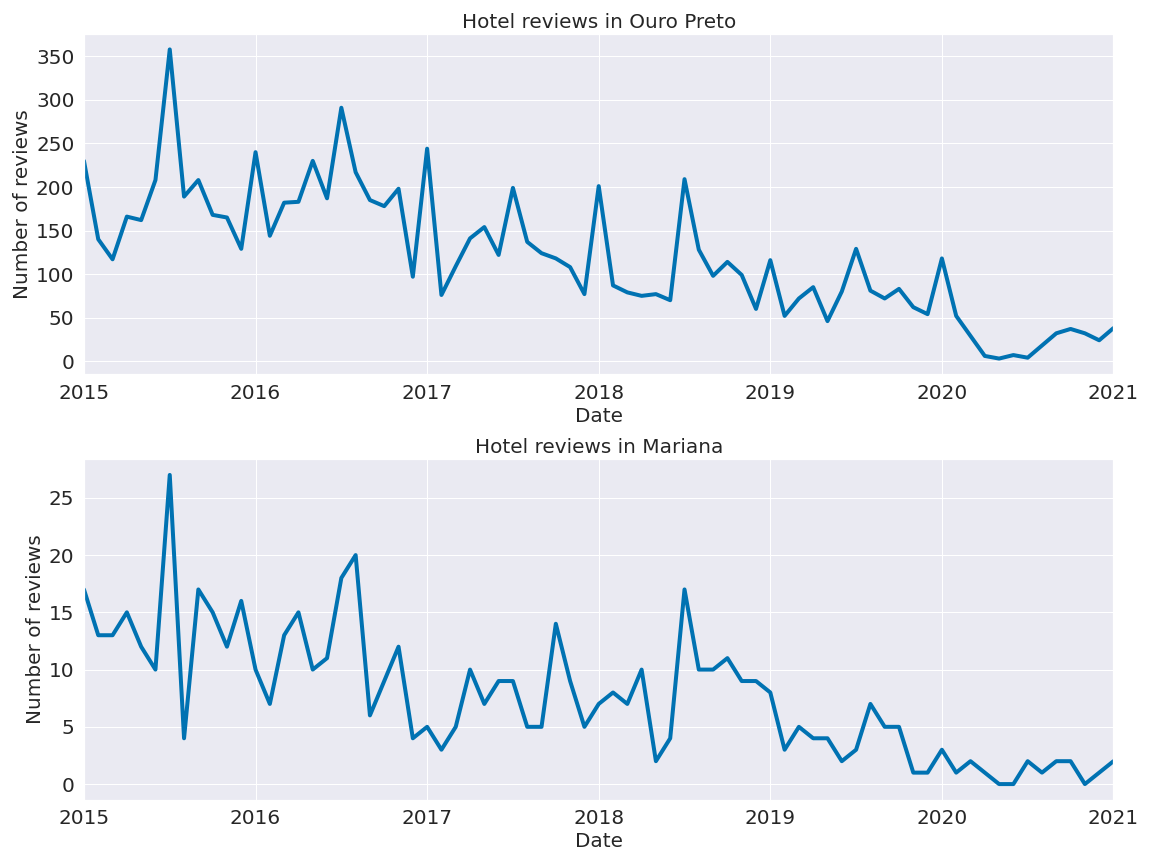 Hotel reviews in Ouro Preto
Number of reviews
350
300
250
200
150
100
50
0
2015 2016 2017 2018 2019 2020 2021
Date
Hotel reviews in Mariana
Number of reviews
25
20
15
10
5
0
2015 2016 2017 2018 2019 2020 2021
Date